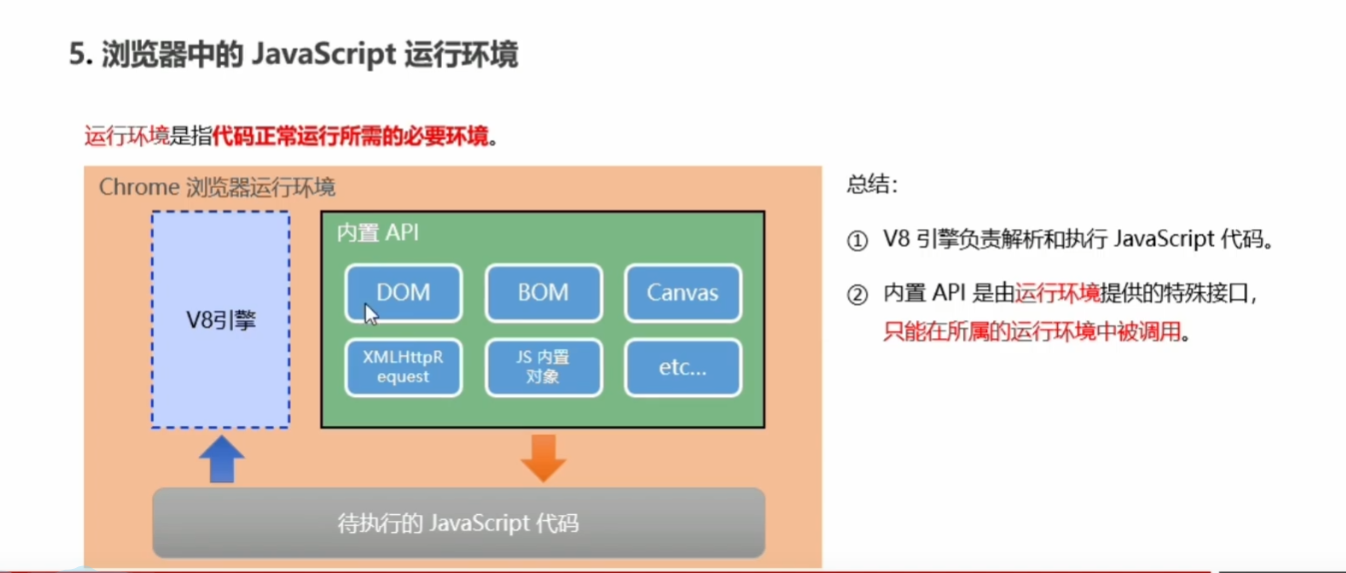 5. 浏览器中的 JavaScript 运行环境
运行环境是指代码正常运行所需的必要环境。
Chrome 浏览器运行环境
V8引擎
内置 API
DOM
BOM
Canvas
XMLHttpR
equest
JS 内置
对象
etc...
待执行的 JavaScript 代码
总结：
① V8 引擎负责解析和执行 JavaScript 代码。
② 内置 API 是由运行环境提供的特殊接口，
只能在所属的运行环境中被调用。